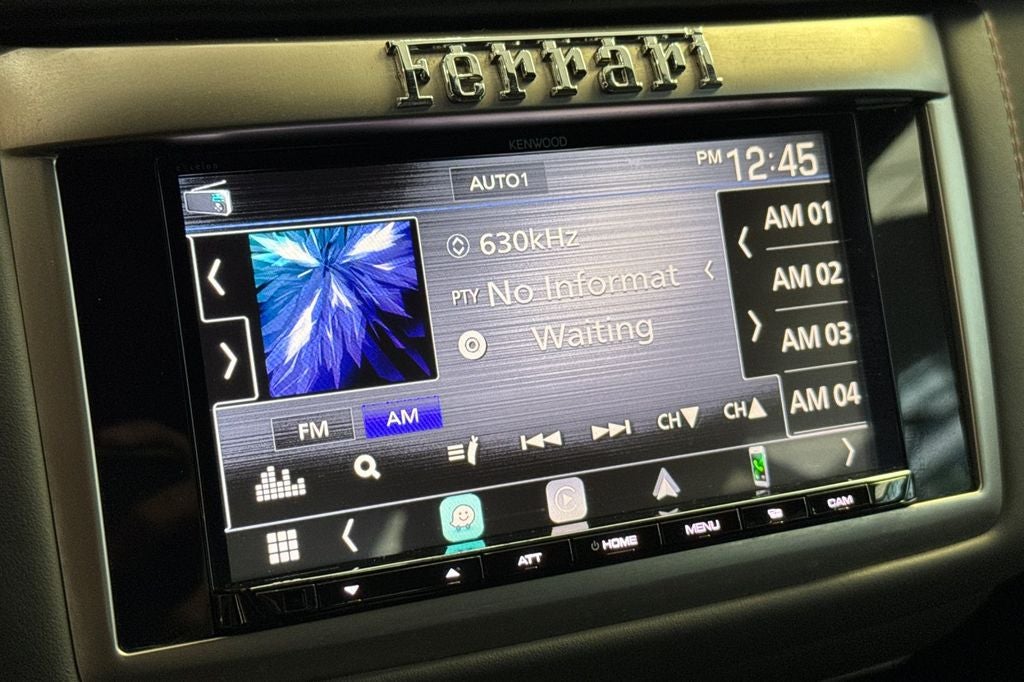 Ferrari
KENWOOD
AUTO1
PM 12:45
630kHz
PTY No Informat
Waiting
AM 01
AM 02
AM 03
AM 04
FM
AM
CH▼
CH▲
ATT
HOME
MENU
CAM